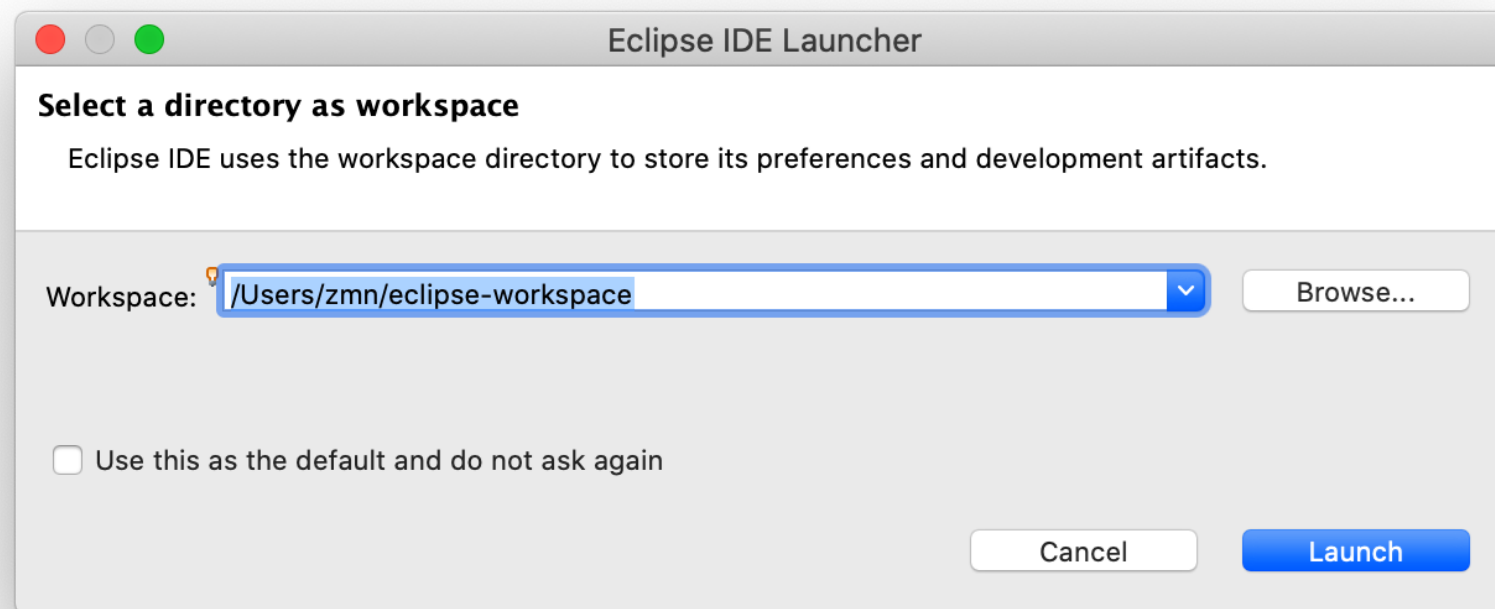 Eclipse IDE Launcher
Select a directory as workspace
Eclipse IDE uses the workspace directory to store its preferences and development artifacts.
Workspace: /Users/zmn/eclipse-workspace Browse...
Use this as the default and do not ask again
Cancel Launch